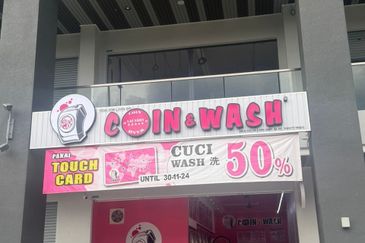 COIN & WASH
PAKAI
TOUCH
CARD
CUCI
WASH 洗
50%
UNTIL 30-11-24
COIN & WASH